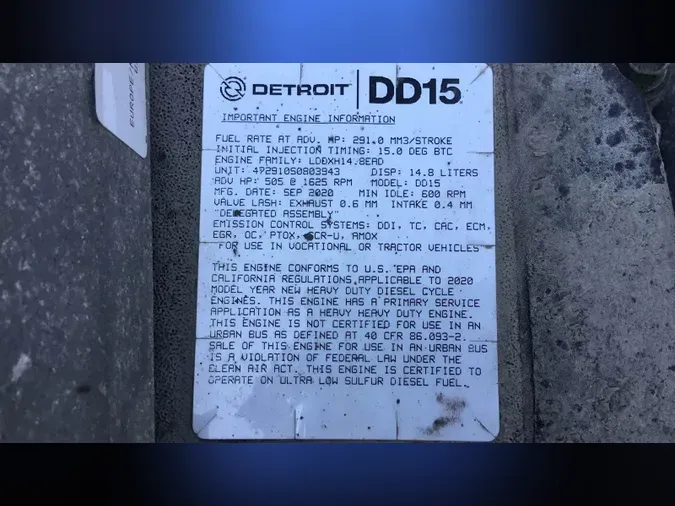 EUROPE
DETROIT DD15
IMPORTANT ENGINE INFORMATION
FUEL RATE AT ADV. HP: 291.0 MM3/STROKE
INITIAL INJECTION TIMING: 15.0 DEG BTC
ENGINE FAMILY: LDDXH14.8EAD
UNIT: 472910S0803943 DISP: 14.8 LITERS
ADV HP: 505 @ 1625 RPM MODEL: DD15
MFG. DATE: SEP 2020 MIN IDLE: 600 RPM
VALVE LASH: EXHAUST 0.6 MM INTAKE 0.4 MM
"DELEGATED ASSEMBLY"
EMISSION CONTROL SYSTEMS: DDI, TC, CAC, ECM,
EGR, OC, PTOX, SCR-U, AMOX
FOR USE IN VOCATIONAL OR TRACTOR VEHICLES
THIS ENGINE CONFORMS TO U.S. EPA AND
CALIFORNIA REGULATIONS APPLICABLE TO 2020
MODEL YEAR NEW HEAVY DUTY DIESEL CYCLE
ENGINES. THIS ENGINE HAS A PRIMARY SERVICE
APPLICATION AS A HEAVY HEAVY DUTY ENGINE.
THIS ENGINE IS NOT CERTIFIED FOR USE IN AN
URBAN BUS AS DEFINED AT 40 CFR 86.093-2.
SALE OF THIS ENGINE FOR USE IN AN URBAN BUS
IS A VIOLATION OF FEDERAL LAW UNDER THE
CLEAN AIR ACT. THIS ENGINE IS CERTIFIED TO
OPERATE ON ULTRA LOW SULFUR DIESEL FUEL.